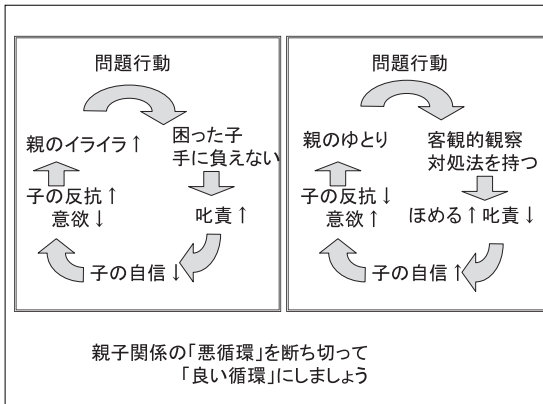 問題行動
親のイライラ↑
困った子
手に負えない
叱責↑
子の自信↓
子の反抗↑
意欲↓
問題行動
親のゆとり
客観的観察
対処法を持つ
ほめる↑叱責↓
子の自信↑
子の反抗↓
意欲↑
親子関係の「悪循環」を断ち切って
「良い循環」にしましょう